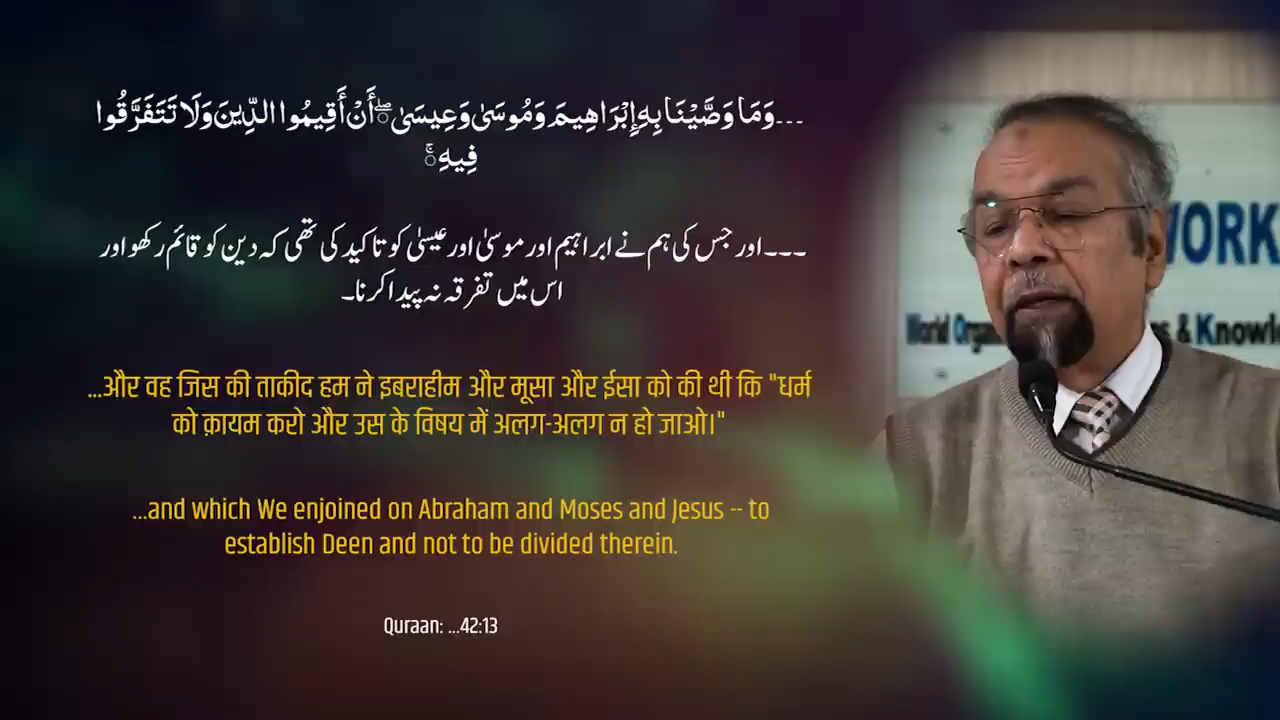 ...وَمَا وَصَّيْنَا بِهِ إِبْرَاهِيمَ وَمُوسَىٰ وَعِيسَىٰ ۖ أَنْ أَقِيمُوا الدِّينَ وَلَا تَتَفَرَّقُوا
فِيهِ ۚ
۔۔۔اور جس کی ہم نے ابراہیم اور موسیٰ اور عیسیٰ کو تاکید کی تھی کہ دین کو قائم رکھو اور
اس میں تفرقہ نہ پیدا کرنا۔
...और वह जिस की ताकीद हम ने इबराहीम और मूसा और ईसा को की थी कि "धर्म
को क़ायम करो और उस के विषय में अलग-अलग न हो जाओ।"
...and which We enjoined on Abraham and Moses and Jesus -- to
establish Deen and not to be divided therein.
Quraan: ...42:13
WORK
World Organ
s & Knowl